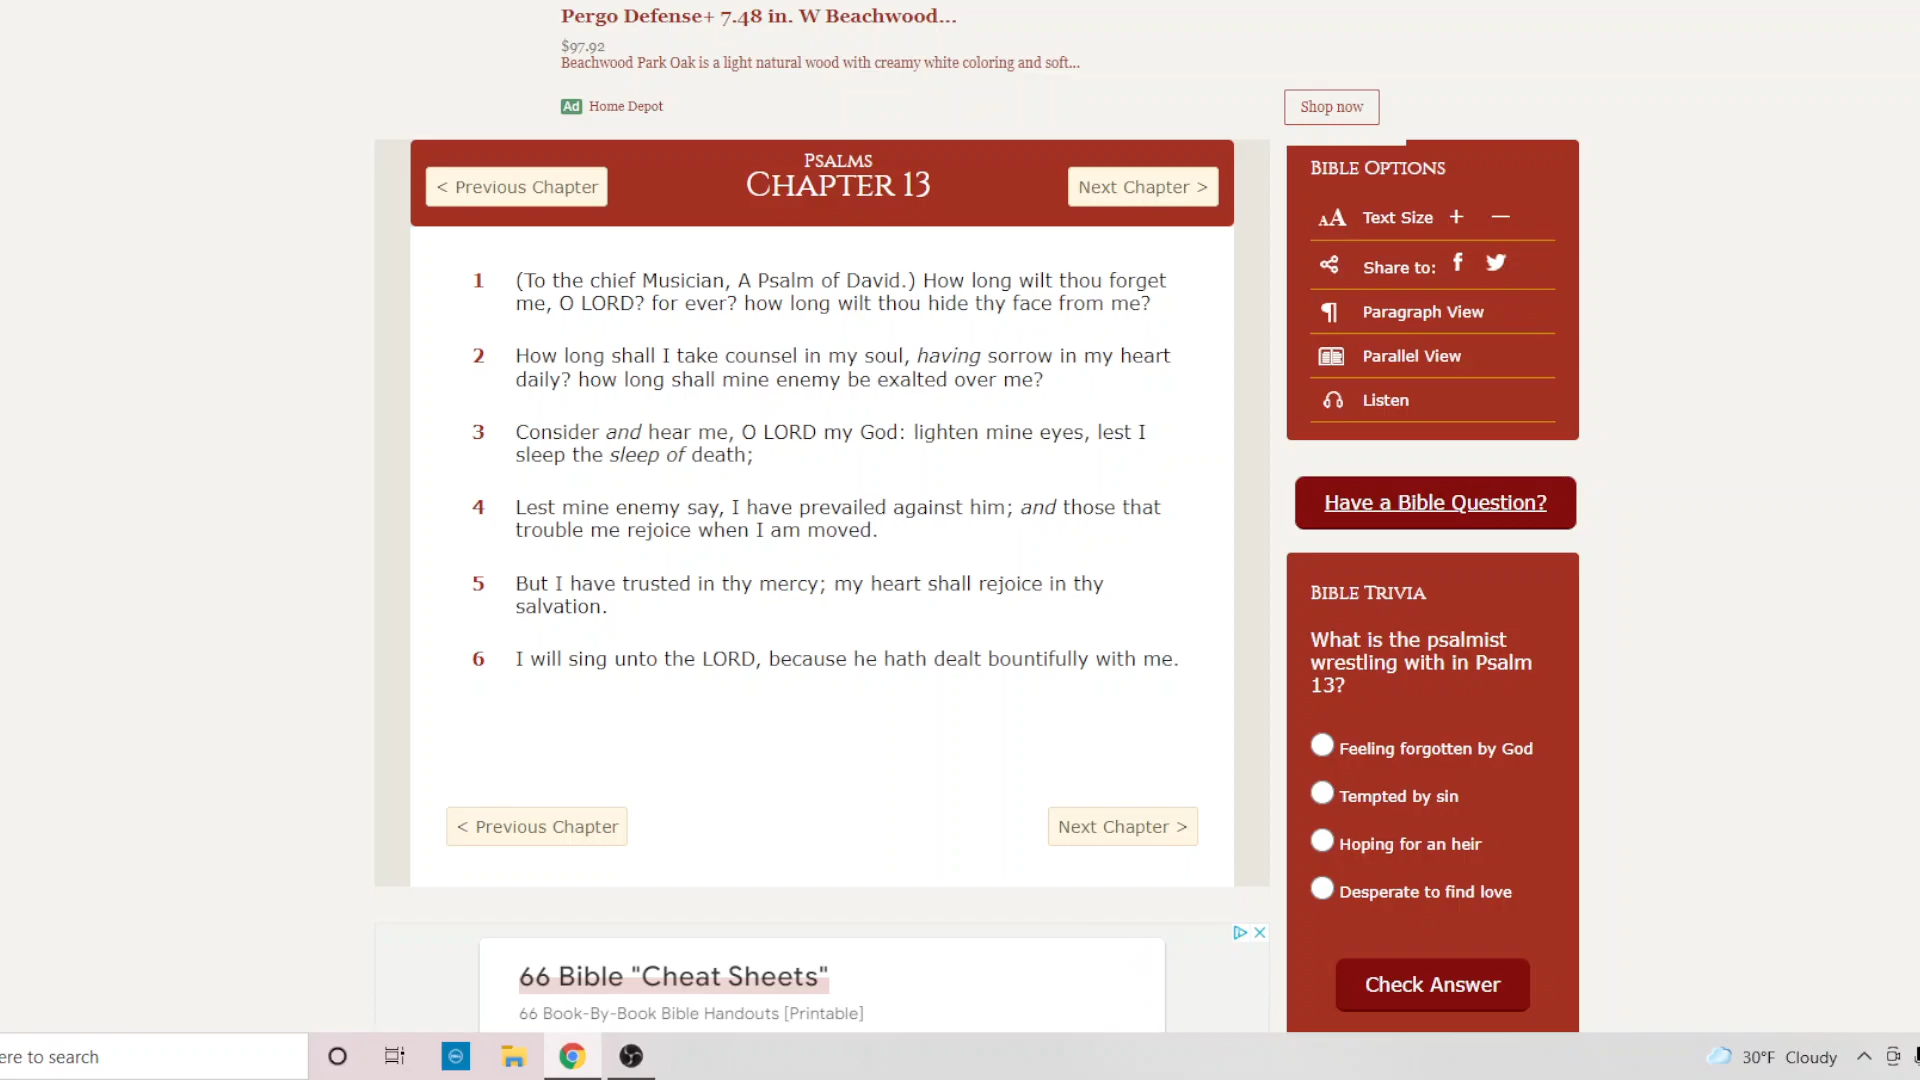 Pergo Defense+ 7.48 in. W Beachwood...
$97.92
Beachwood Park Oak is a light natural wood with creamy white coloring and soft...
Ad Home Depot
Shop now
Psalms
Chapter 13
< Previous Chapter
Next Chapter >
1 (To the chief Musician, A Psalm of David.) How long wilt thou forget
me, O LORD? for ever? how long wilt thou hide thy face from me?
2 How long shall I take counsel in my soul, having sorrow in my heart
daily? how long shall mine enemy be exalted over me?
3 Consider and hear me, O LORD my God: lighten mine eyes, lest I
sleep the sleep of death;
4 Lest mine enemy say, I have prevailed against him; and those that
trouble me rejoice when I am moved.
5 But I have trusted in thy mercy; my heart shall rejoice in thy
salvation.
6 I will sing unto the LORD, because he hath dealt bountifully with me.
< Previous Chapter
Next Chapter >
Bible Options
AA Text Size + —
Share to:
Paragraph View
Parallel View
Listen
Have a Bible Question?
Bible Trivia
What is the psalmist
wrestling with in Psalm
13?
Feeling forgotten by God
Tempted by sin
Hoping for an heir
Desperate to find love
Check Answer
66 Bible "Cheat Sheets"
66 Book-By-Book Bible Handouts [Printable]
ere to search
30°F Cloudy